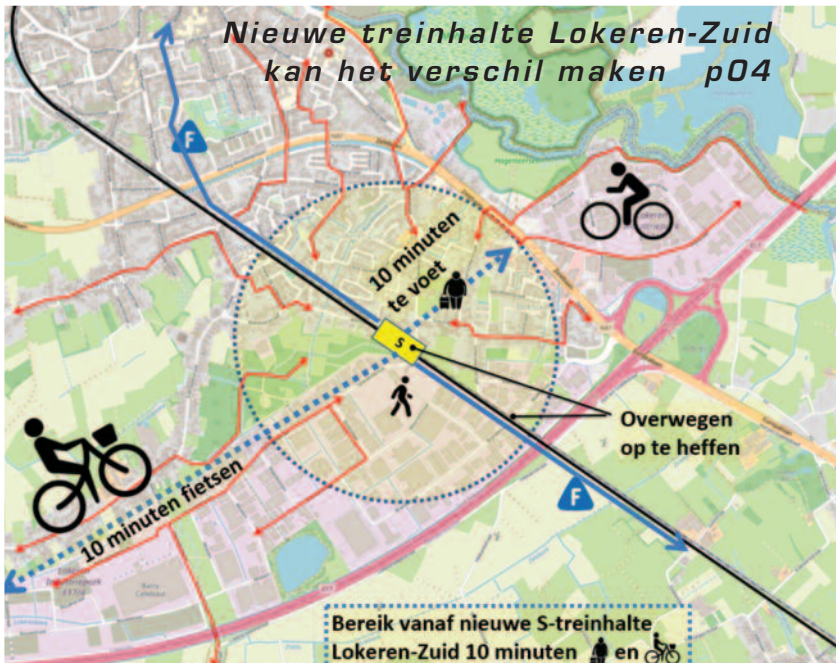 Nieuwe treinhalte Lokeren-Zuid
kan het verschil maken p04
F
10 minuten
te voet
S
Overwegen
op te heffen
F
10 minuten fietsen
Bereik vanaf nieuwe S-treinhalte
Lokeren-Zuid 10 minuten en